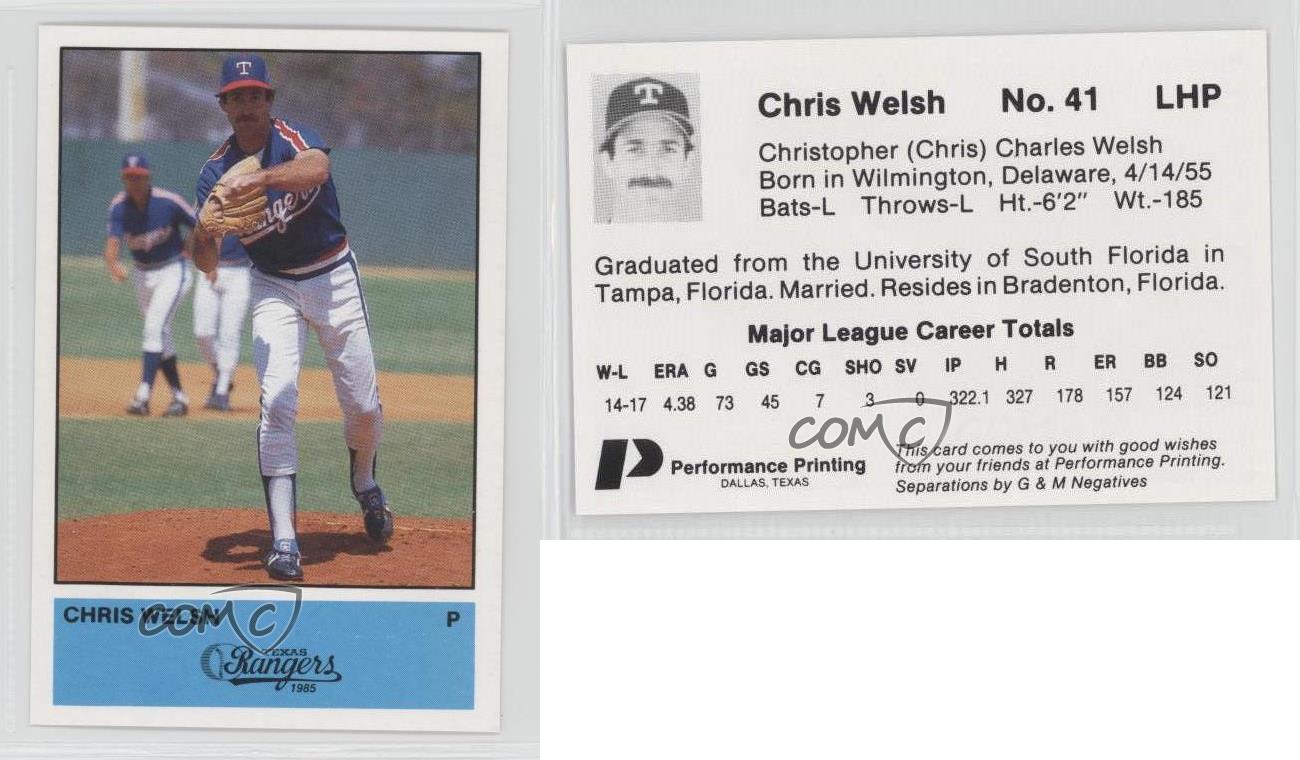 T
Rangers
CHRIS WELSH P
TEXAS
Rangers
1985
COMC
T
Chris Welsh No. 41 LHP
Christopher (Chris) Charles Welsh
Born in Wilmington, Delaware, 4/14/55
Bats-L Throws-L Ht.-6'2" Wt.-185
Graduated from the University of South Florida in
Tampa, Florida. Married. Resides in Bradenton, Florida.
Major League Career Totals
W-L ERA G GS CG SHO SV IP H R ER BB SO
14-17 4.38 73 45 7 3 0 322.1 327 178 157 124 121
COMC
Performance Printing
DALLAS, TEXAS
This card comes to you with good wishes
from your friends at Performance Printing.
Separations by G & M Negatives